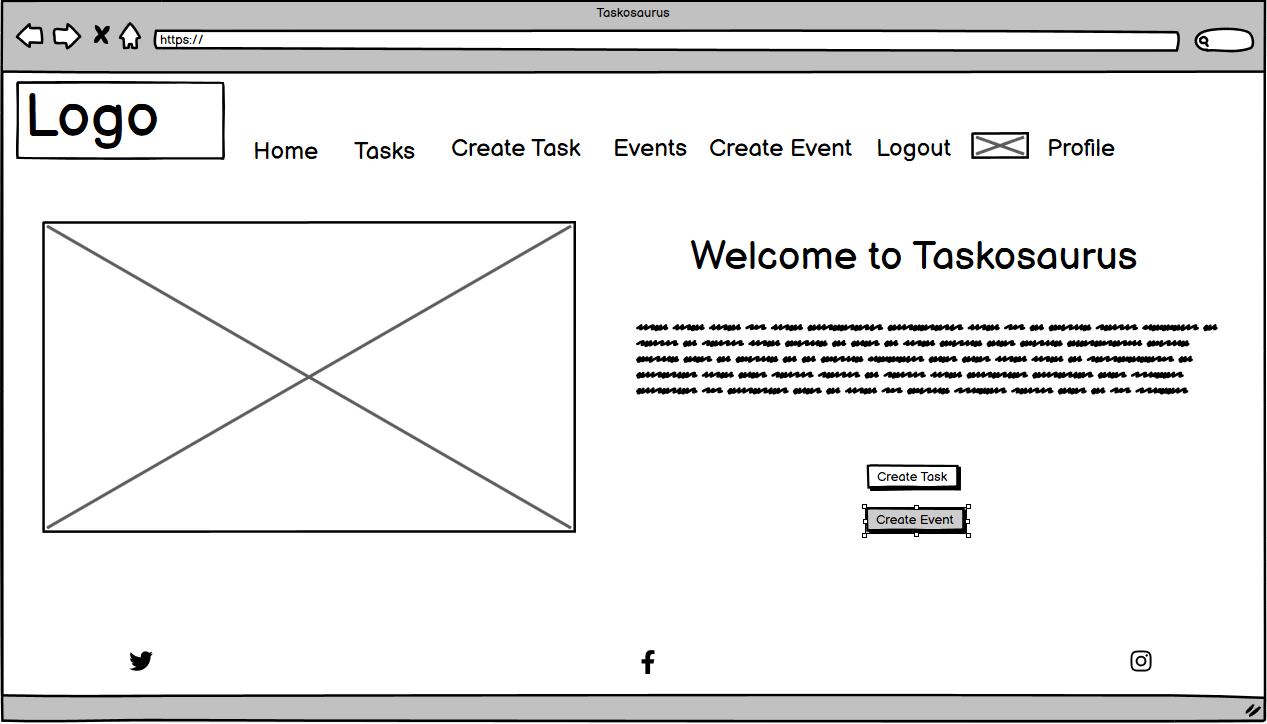 Taskosaurus
https://
Logo
Home Tasks Create Task Events Create Event Logout Profile
Welcome to Taskosaurus
Create Task
Create Event